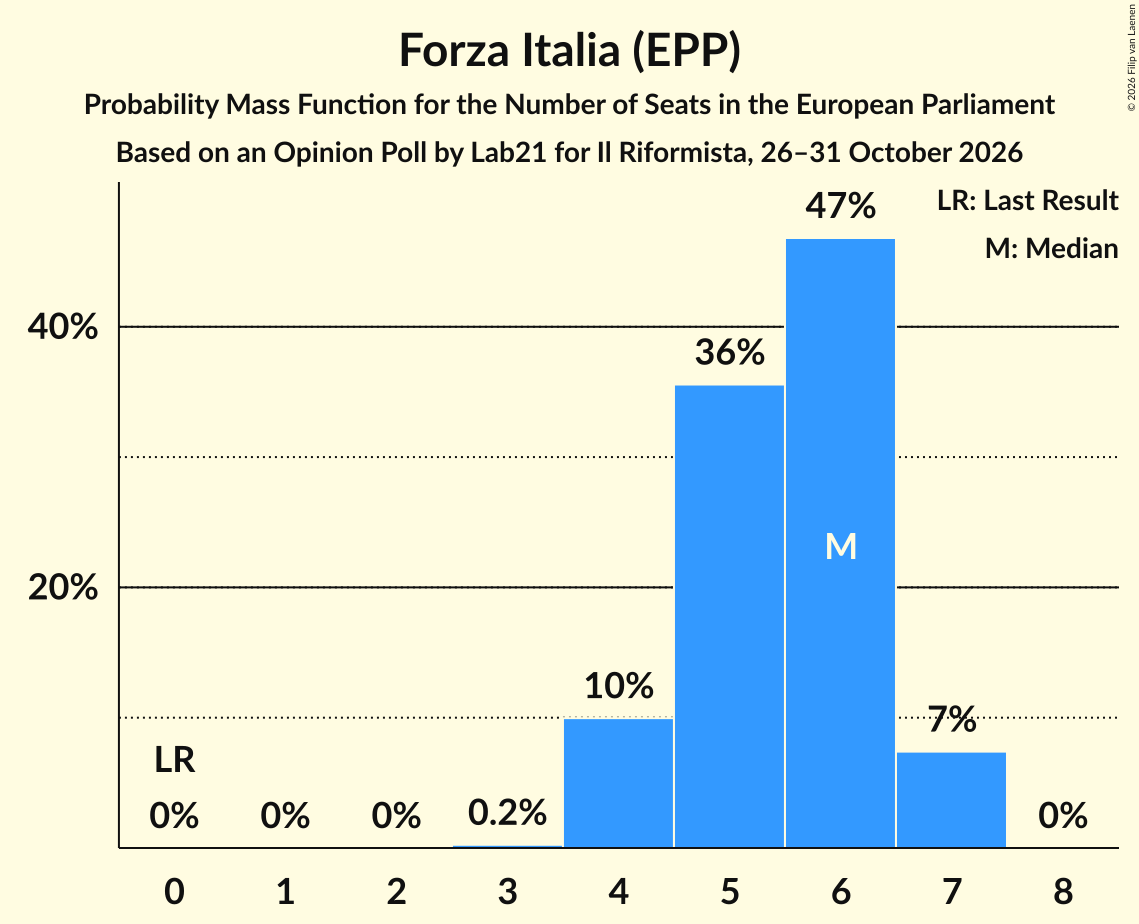 Forza Italia (EPP)
Probability Mass Function for the Number of Seats in the European Parliament
Based on an Opinion Poll by Lab21 for Il Riformista, 26–31 October 2026
© 2026 Filip van Laenen
LR: Last Result
M: Median
47%
40%
36%
M
20%
10%
7%
LR
0% 0% 0% 0.2% 0%
0 1 2 3 4 5 6 7 8